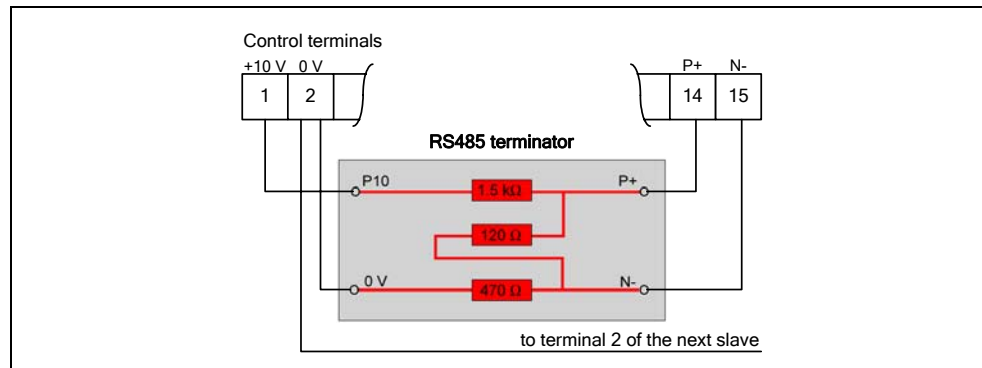 Control terminals
+10 V 0 V P+ N-
1 2 14 15
RS485 terminator
P10 1.5 kΩ P+
120 Ω
0 V 470 Ω N-
to terminal 2 of the next slave